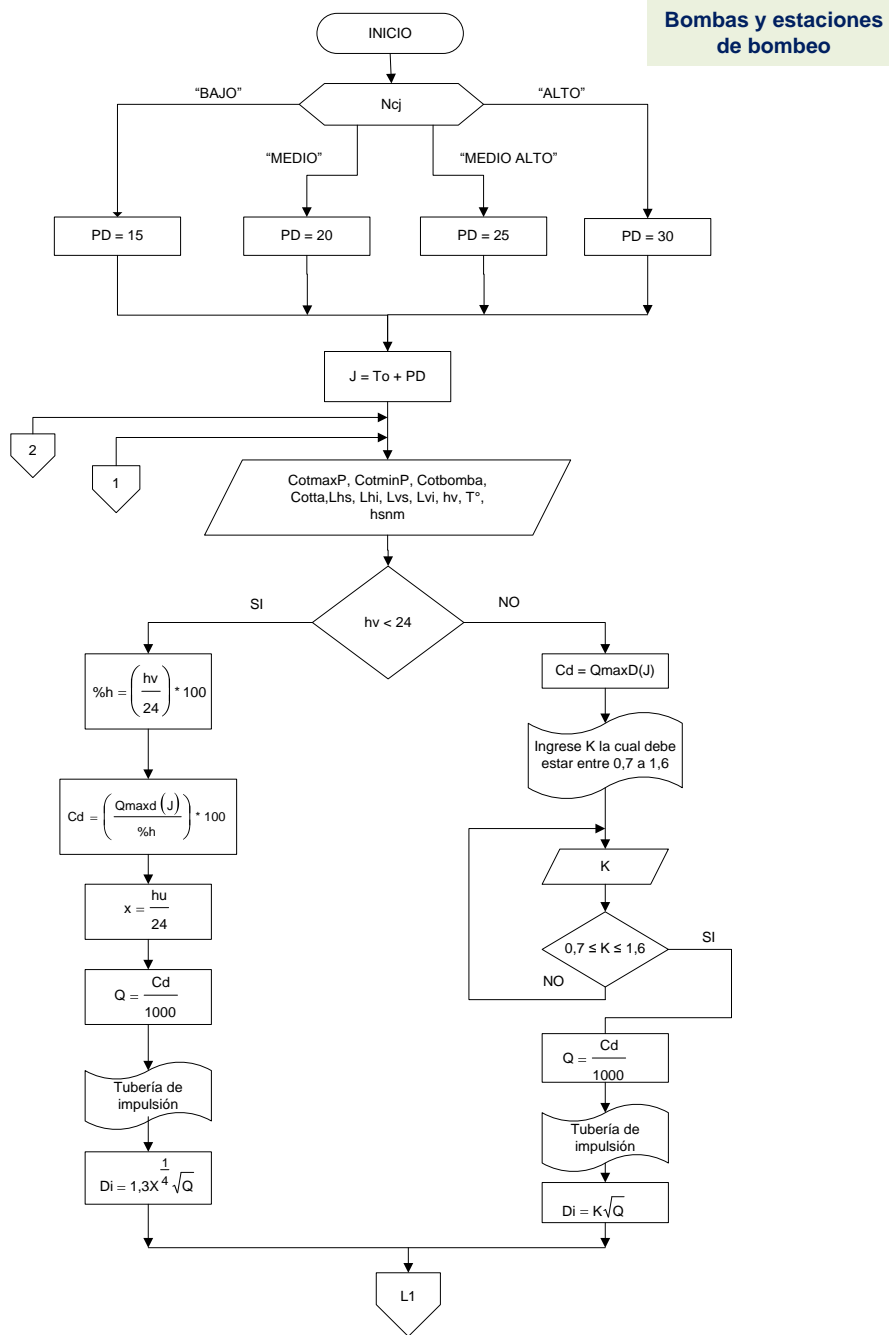 Bombas y estaciones
de bombeo
INICIO
Ncj
“BAJO”
“ALTO”
“MEDIO”
“MEDIO ALTO”
PD = 15
PD = 20
PD = 25
PD = 30
J = To + PD
2
1
CotmaxP, CotminP, Cotbomba,
Cotta,Lhs, Lhi, Lvs, Lvi, hv, T°,
hsnm
hv < 24
SI
NO
%h = (hv / 24) * 100
Cd = (Qmaxd (J) / %h) * 100
x = hu / 24
Q = Cd / 1000
Tubería de
impulsión
Di = 1,3X^(1/4) √Q
Cd = QmaxD(J)
Ingrese K la cual debe
estar entre 0,7 a 1,6
K
0,7 ≤ K ≤ 1,6
SI
NO
Q = Cd / 1000
Tubería de
impulsión
Di = K√Q
L1